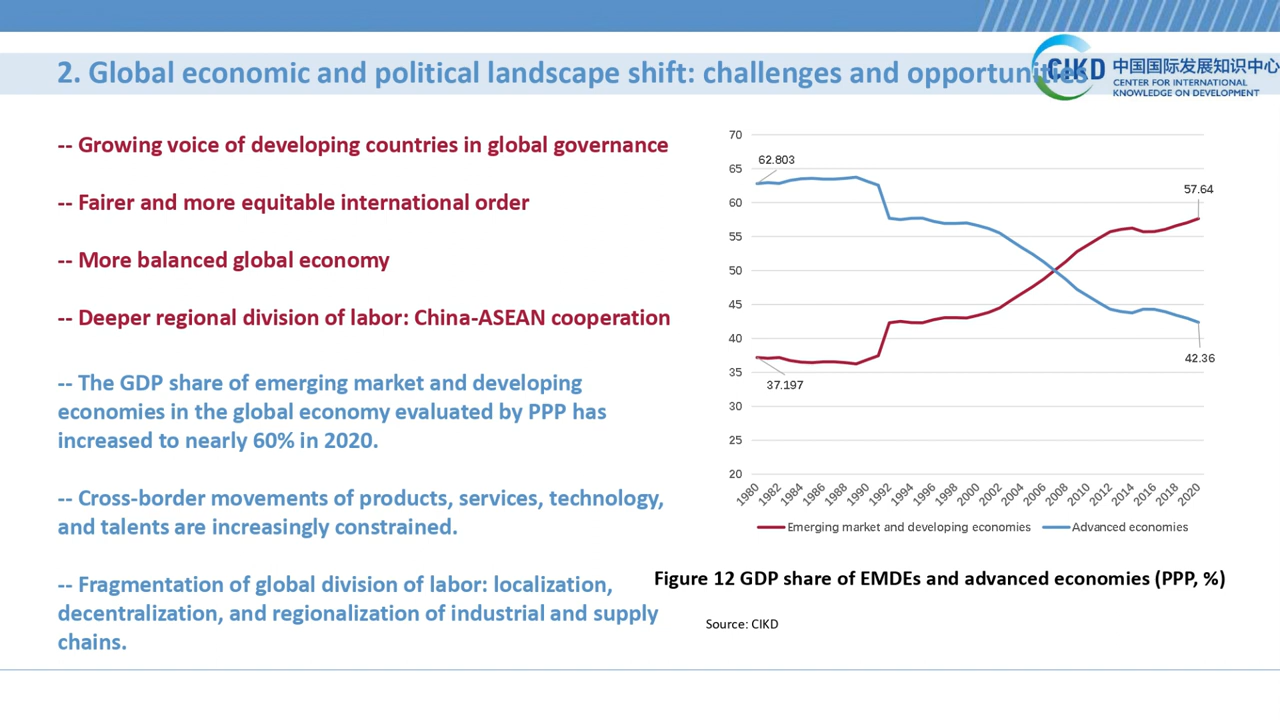 2. Global economic and political landscape shift: challenges and opportunities
CIKD
中国国际发展知识中心
CENTER FOR INTERNATIONAL
KNOWLEDGE ON DEVELOPMENT
-- Growing voice of developing countries in global governance
-- Fairer and more equitable international order
-- More balanced global economy
-- Deeper regional division of labor: China-ASEAN cooperation
-- The GDP share of emerging market and developing
economies in the global economy evaluated by PPP has
increased to nearly 60% in 2020.
-- Cross-border movements of products, services, technology,
and talents are increasingly constrained.
-- Fragmentation of global division of labor: localization,
decentralization, and regionalization of industrial and supply
chains.
70
65
60
55
50
45
40
35
30
25
20
62.803
57.64
37.197
42.36
1980 1982 1984 1986 1988 1990 1992 1994 1996 1998 2000 2002 2004 2006 2008 2010 2012 2014 2016 2018 2020
Emerging market and developing economies Advanced economies
Figure 12 GDP share of EMDEs and advanced economies (PPP, %)
Source: CIKD